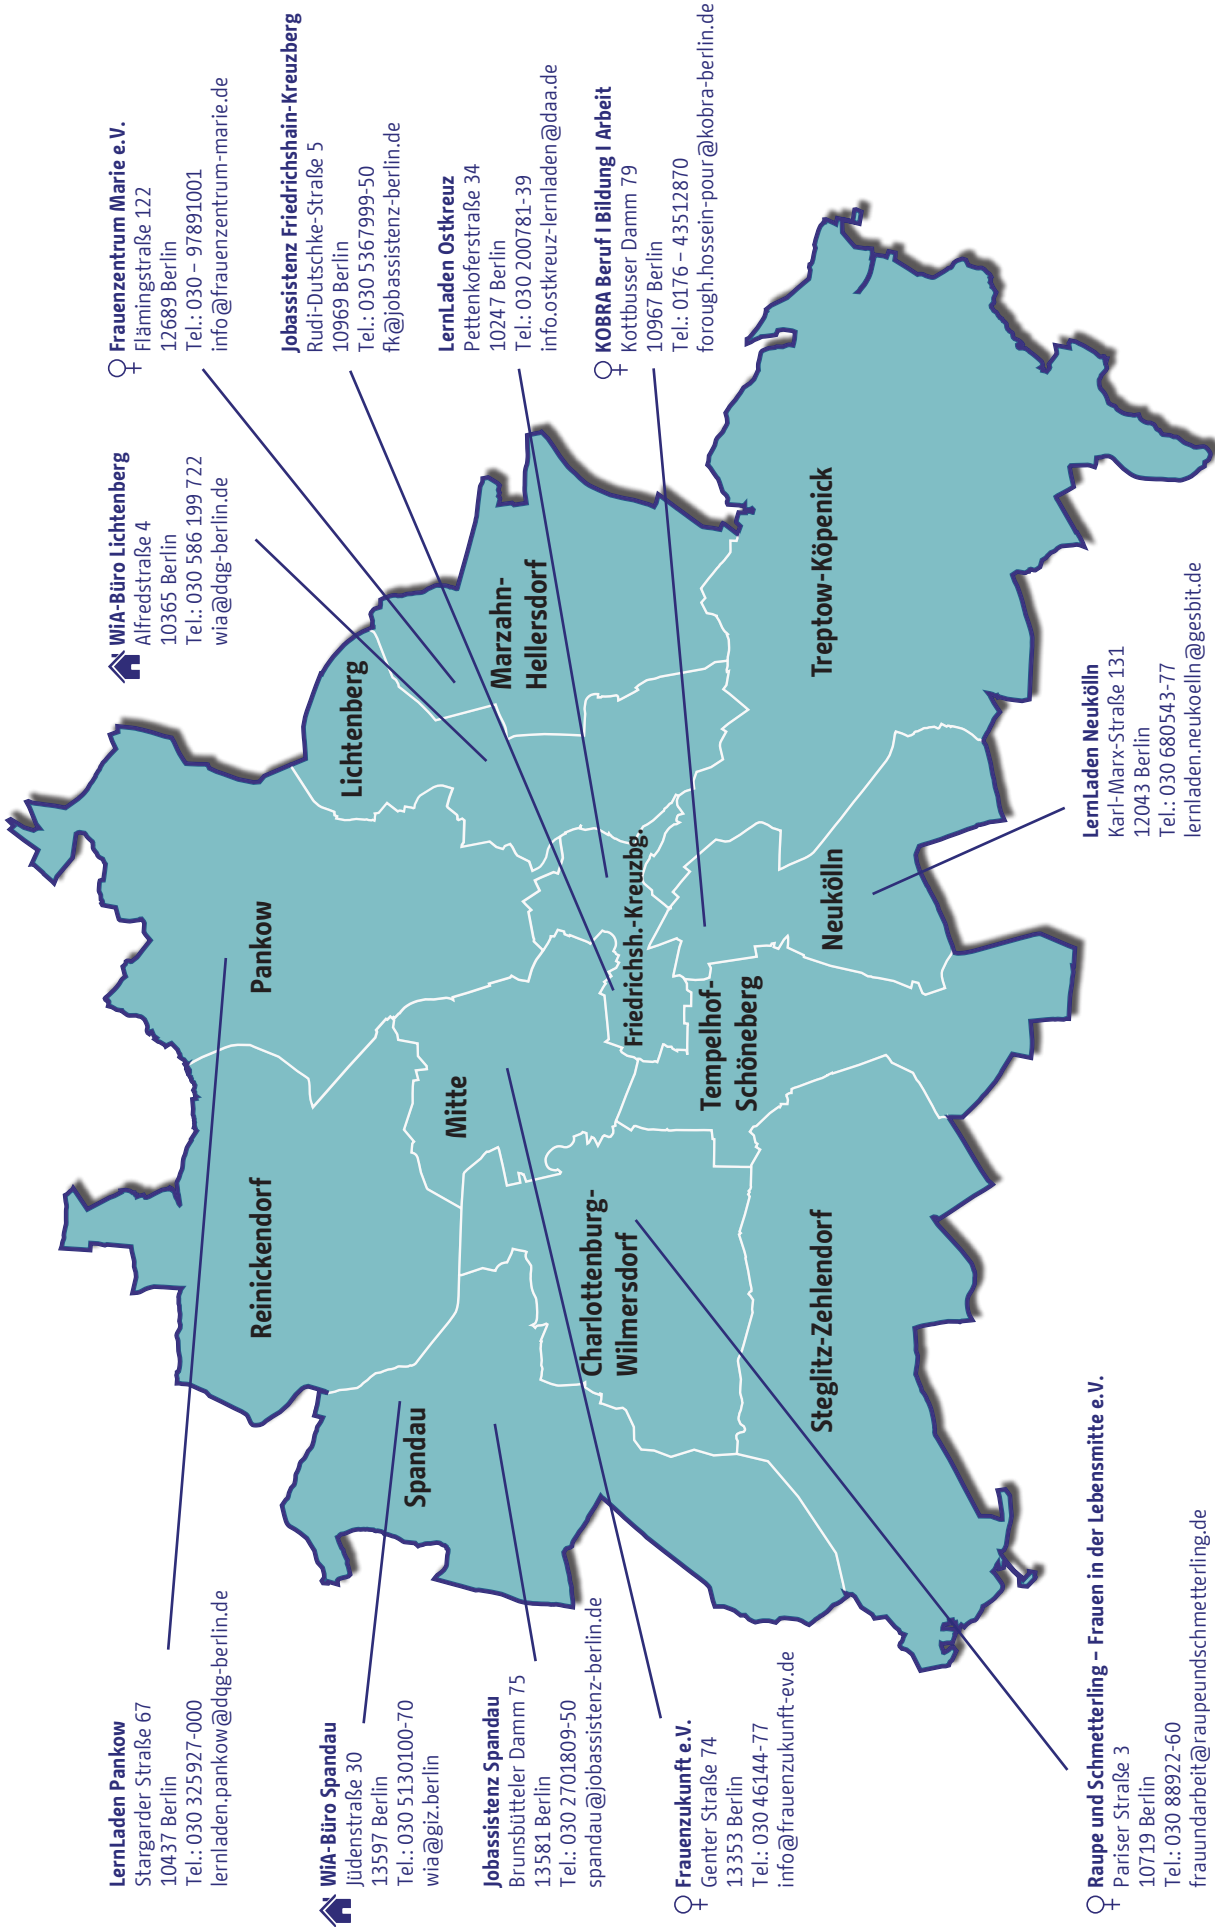 LernLaden Pankow
Stargarder Straße 67
10437 Berlin
Tel.: 030 325927-000
lernladen.pankow@dqg-berlin.de
WiA-Büro Spandau
Jüdenstraße 30
13597 Berlin
Tel.: 030 5130100-70
wia@giz.berlin
Jobassistenz Spandau
Brunsbütteler Damm 75
13581 Berlin
Tel.: 030 2701809-50
spandau@jobassistenz-berlin.de
Frauenzukunft e.V.
Genter Straße 74
13353 Berlin
Tel.: 030 46144-77
info@frauenzukunft-ev.de
Raupe und Schmetterling – Frauen in der Lebensmitte e.V.
Pariser Straße 3
10719 Berlin
Tel.: 030 88922-60
frauundarbeit@raupeundschmetterling.de
WiA-Büro Lichtenberg
Alfredstraße 4
10365 Berlin
Tel.: 030 586 199 722
wia@dqg-berlin.de
Frauenzentrum Marie e.V.
Flämingstraße 122
12689 Berlin
Tel.: 030 – 97891001
info@frauenzentrum-marie.de
Jobassistenz Friedrichshain-Kreuzberg
Rudi-Dutschke-Straße 5
10969 Berlin
Tel.: 030 5367999-50
fk@jobassistenz-berlin.de
LernLaden Ostkreuz
Pettenkoferstraße 34
10247 Berlin
Tel.: 030 200781-39
info.ostkreuz-lernladen@daa.de
KOBRA Beruf I Bildung I Arbeit
Kottbusser Damm 79
10967 Berlin
Tel.: 0176 – 43512870
forough.hossein-pour@kobra-berlin.de
LernLaden Neukölln
Karl-Marx-Straße 131
12043 Berlin
Tel.: 030 680543-77
lernladen.neukoelln@gesbit.de
Reinickendorf
Pankow
Lichtenberg
Spandau
Mitte
Marzahn-
Hellersdorf
Charlottenburg-
Wilmersdorf
Friedrichsh.-Kreuzbg.
Tempelhof-
Schöneberg
Steglitz-Zehlendorf
Neukölln
Treptow-Köpenick